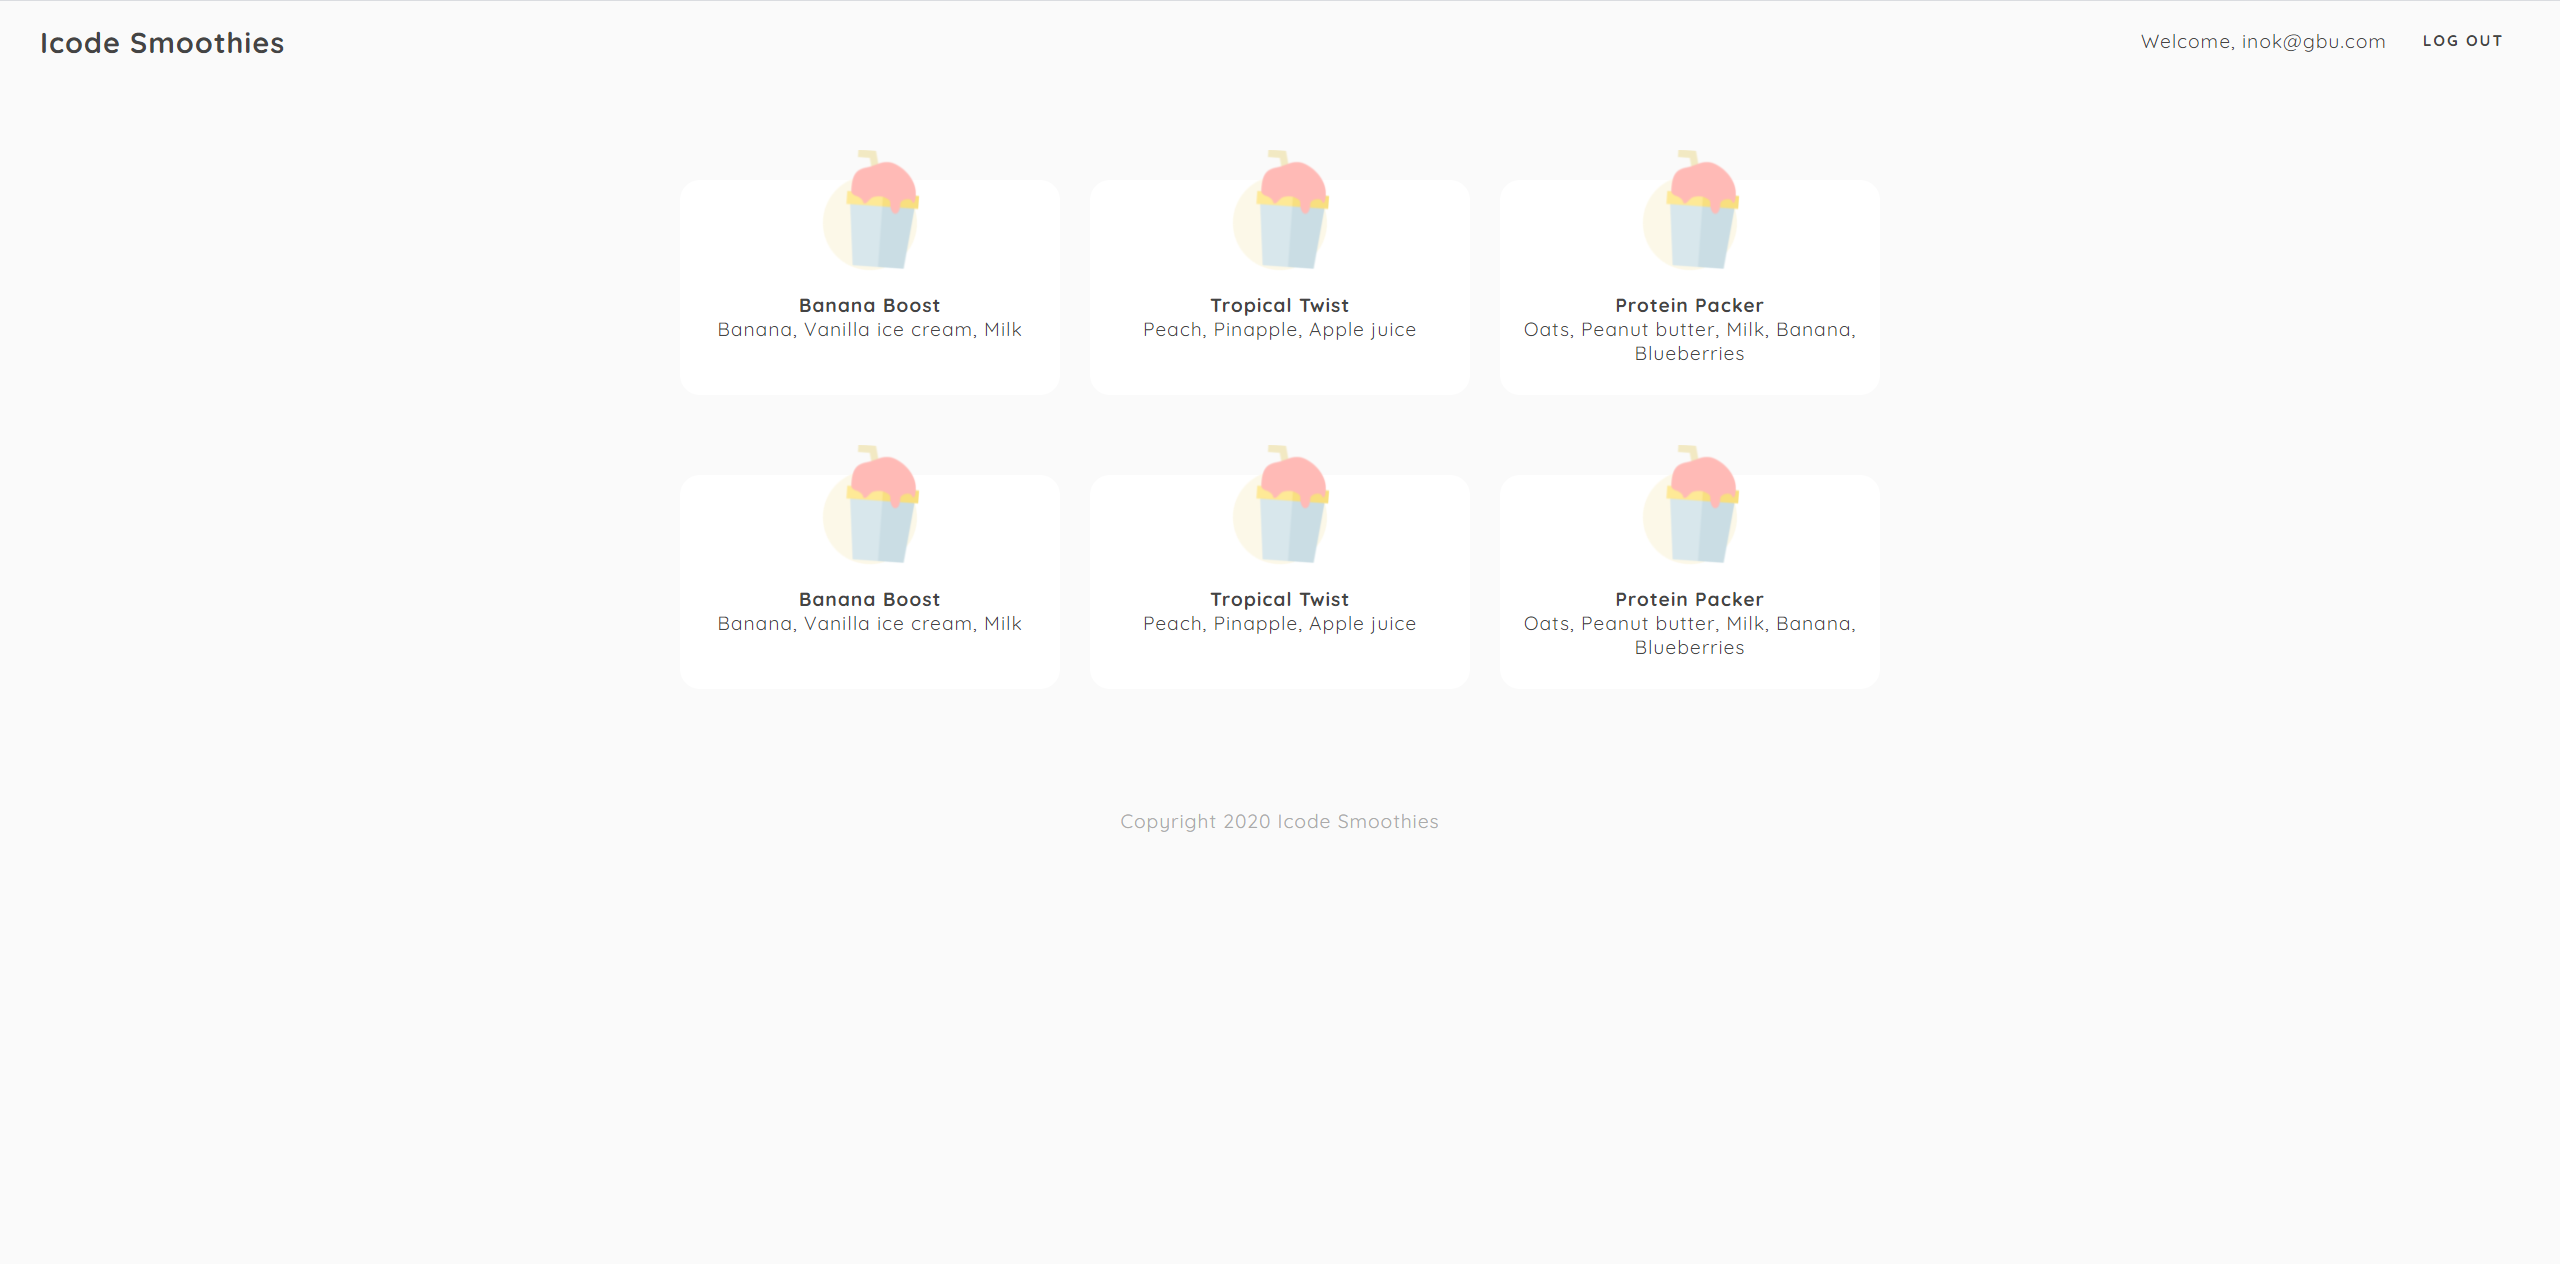 Icode Smoothies
Welcome, inok@gbu.com
LOG OUT
Banana Boost
Banana, Vanilla ice cream, Milk
Tropical Twist
Peach, Pinapple, Apple juice
Protein Packer
Oats, Peanut butter, Milk, Banana,
Blueberries
Banana Boost
Banana, Vanilla ice cream, Milk
Tropical Twist
Peach, Pinapple, Apple juice
Protein Packer
Oats, Peanut butter, Milk, Banana,
Blueberries
Copyright 2020 Icode Smoothies